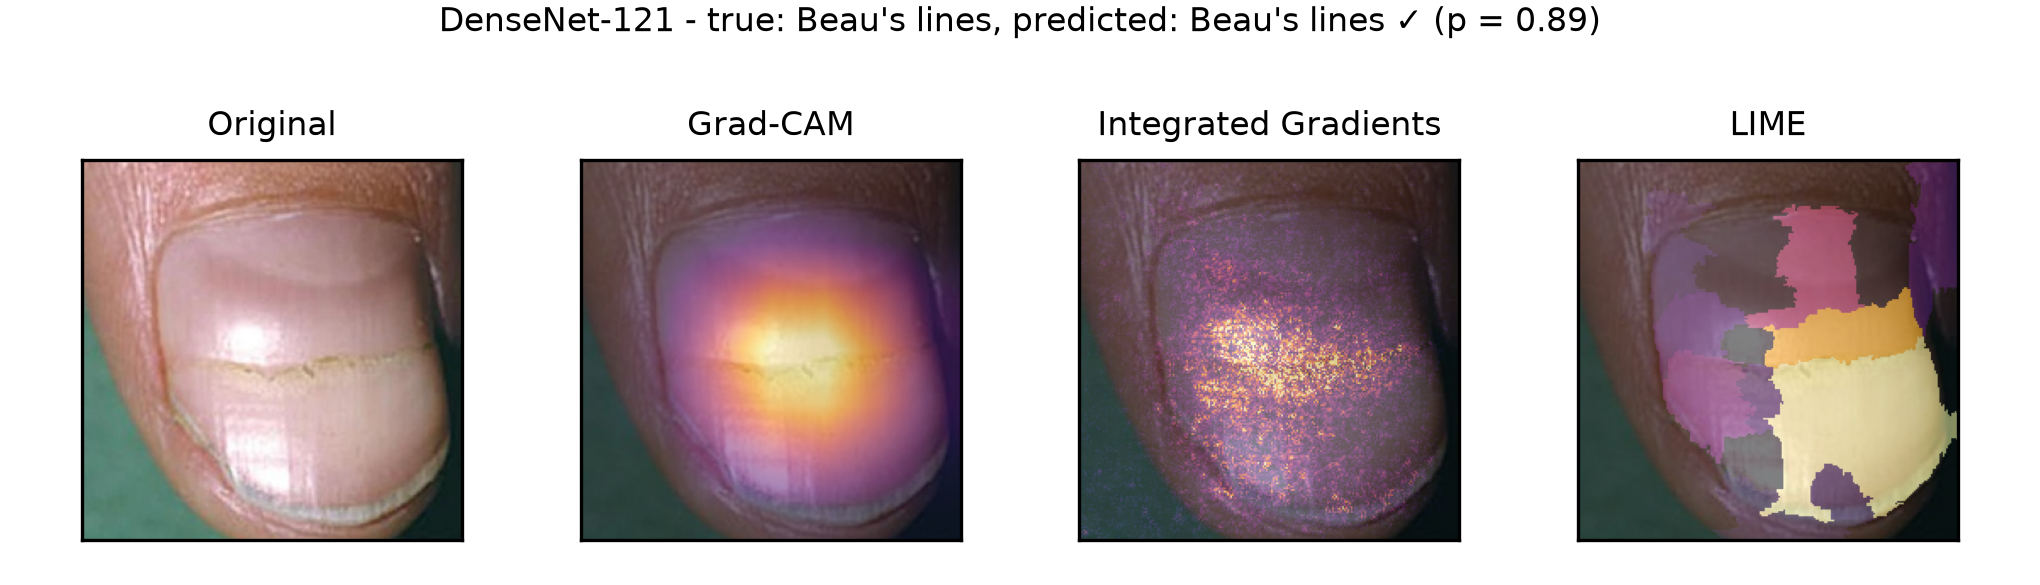 DenseNet-121 - true: Beau's lines, predicted: Beau's lines ✓ (p = 0.89)
Original
Grad-CAM
Integrated Gradients
LIME